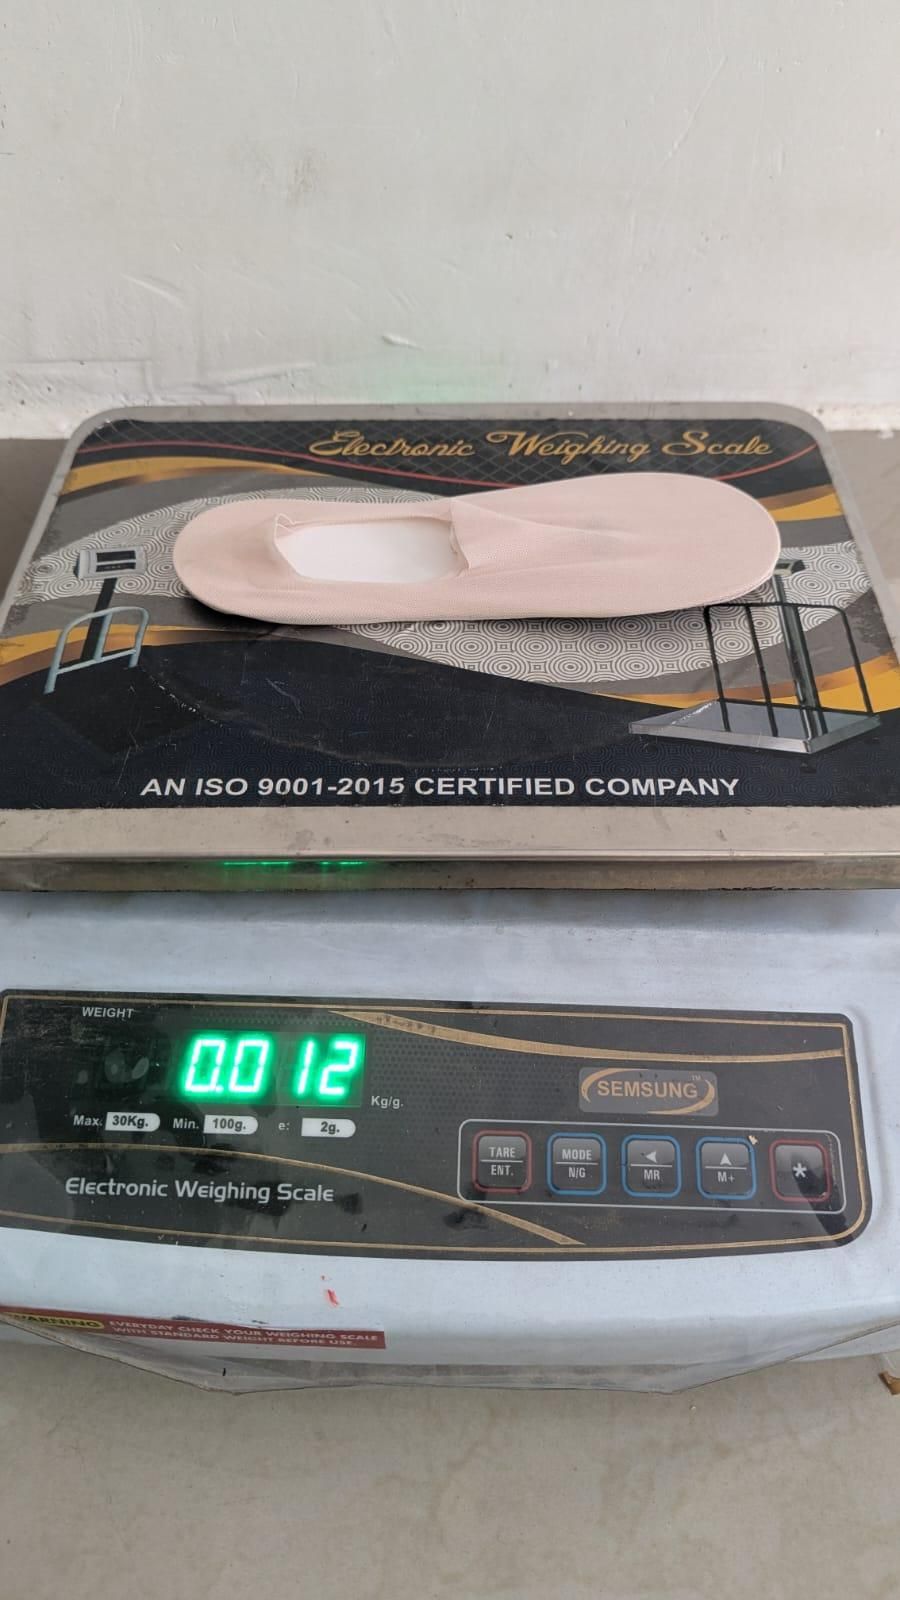 Electronic Weighing Scale
AN ISO 9001-2015 CERTIFIED COMPANY
WEIGHT
0.012
Kg/g.
Max. 30Kg. Min. 100g. e: 2g.
Electronic Weighing Scale
SEMSUNG™
TARE
ENT.
MODE
N/G
◄
MR
▲
M+
*
WARNING EVERYDAY CHECK YOUR WEIGHING SCALE
WITH STANDARD WEIGHT BEFORE USE.